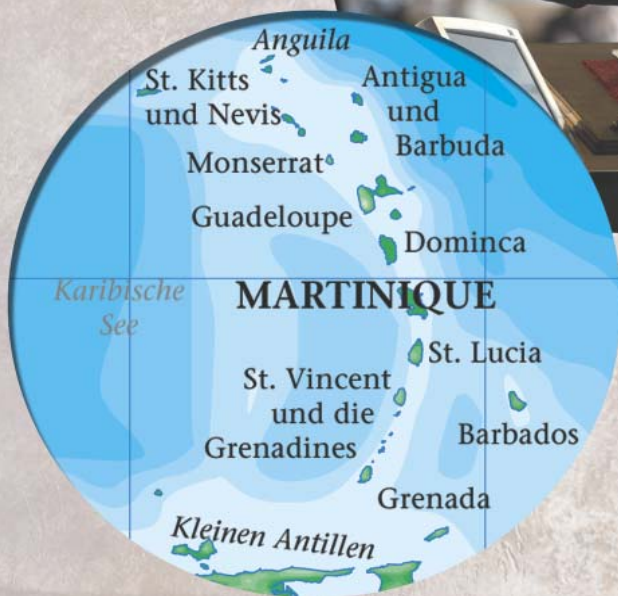 Anguila
St. Kitts
und Nevis
Antigua
und
Barbuda
Monserrat
Guadeloupe
Dominca
Karibische
See
MARTINIQUE
St. Lucia
St. Vincent
und die
Grenadines
Barbados
Grenada
Kleinen Antillen